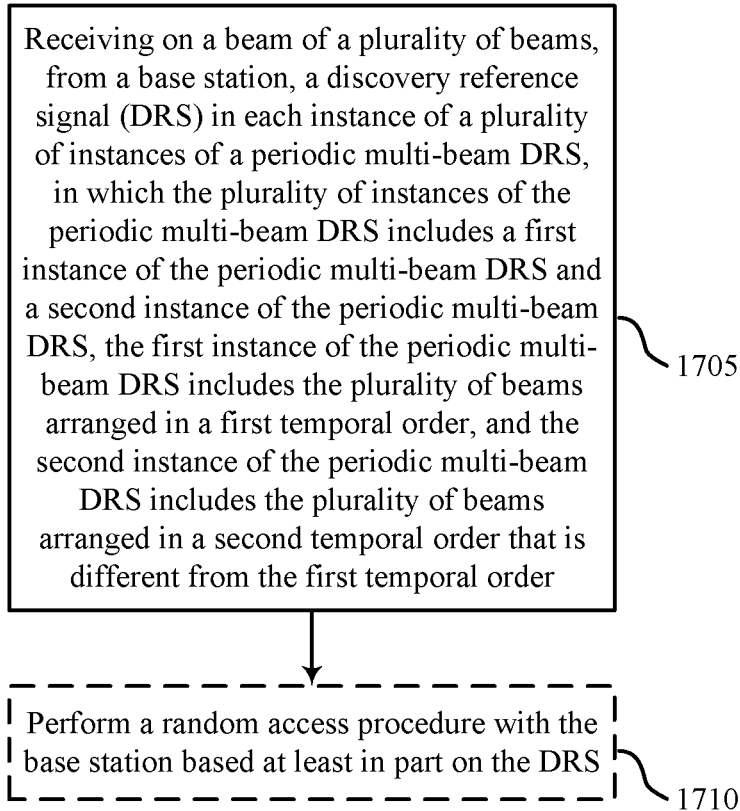 Receiving on a beam of a plurality of beams,
from a base station, a discovery reference
signal (DRS) in each instance of a plurality
of instances of a periodic multi-beam DRS,
in which the plurality of instances of the
periodic multi-beam DRS includes a first
instance of the periodic multi-beam DRS and
a second instance of the periodic multi-beam
DRS, the first instance of the periodic multi-
beam DRS includes the plurality of beams
arranged in a first temporal order, and the
second instance of the periodic multi-beam
DRS includes the plurality of beams
arranged in a second temporal order that is
different from the first temporal order
1705
Perform a random access procedure with the
base station based at least in part on the DRS
1710